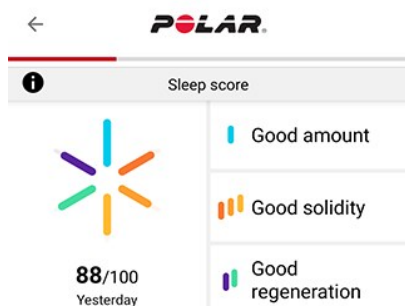 POLAR.
Sleep score
Good amount
Good solidity
88/100
Yesterday
Good
regeneration